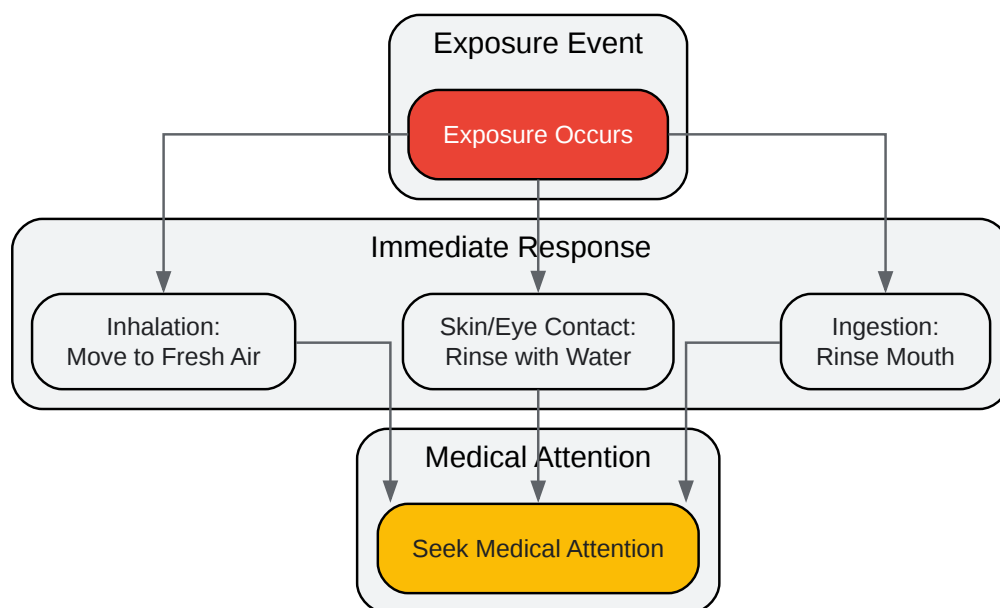 Exposure Event
Exposure Occurs
Immediate Response
Inhalation:
Move to Fresh Air
Skin/Eye Contact:
Rinse with Water
Ingestion:
Rinse Mouth
Medical Attention
Seek Medical Attention